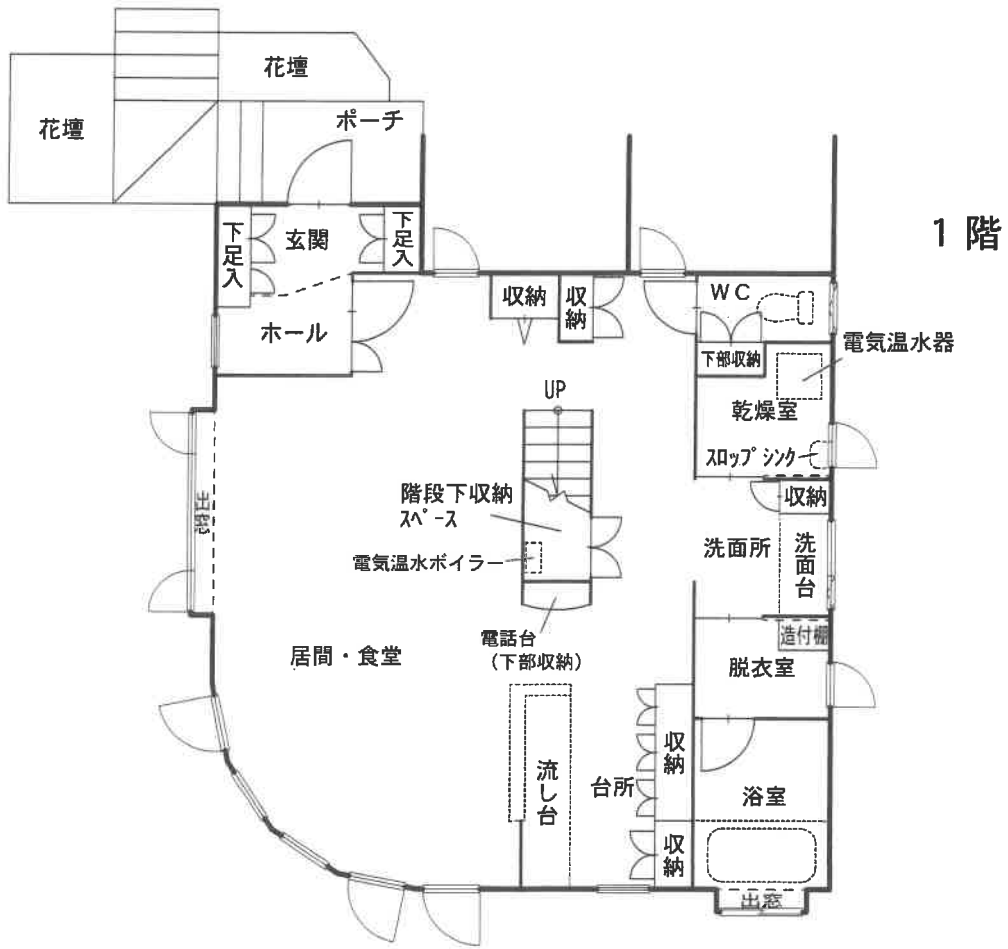 花壇
花壇
ポーチ
1階
下足入
玄関
下足入
ホール
収納
収納
WC
下部収納
電気温水器
乾燥室
スロップシンク
UP
階段下収納
スペース
電気温水ボイラー
収納
洗面所
洗面台
出窓
電話台
(下部収納)
造付棚
脱衣室
居間・食堂
流し台
台所
収納
収納
浴室
出窓